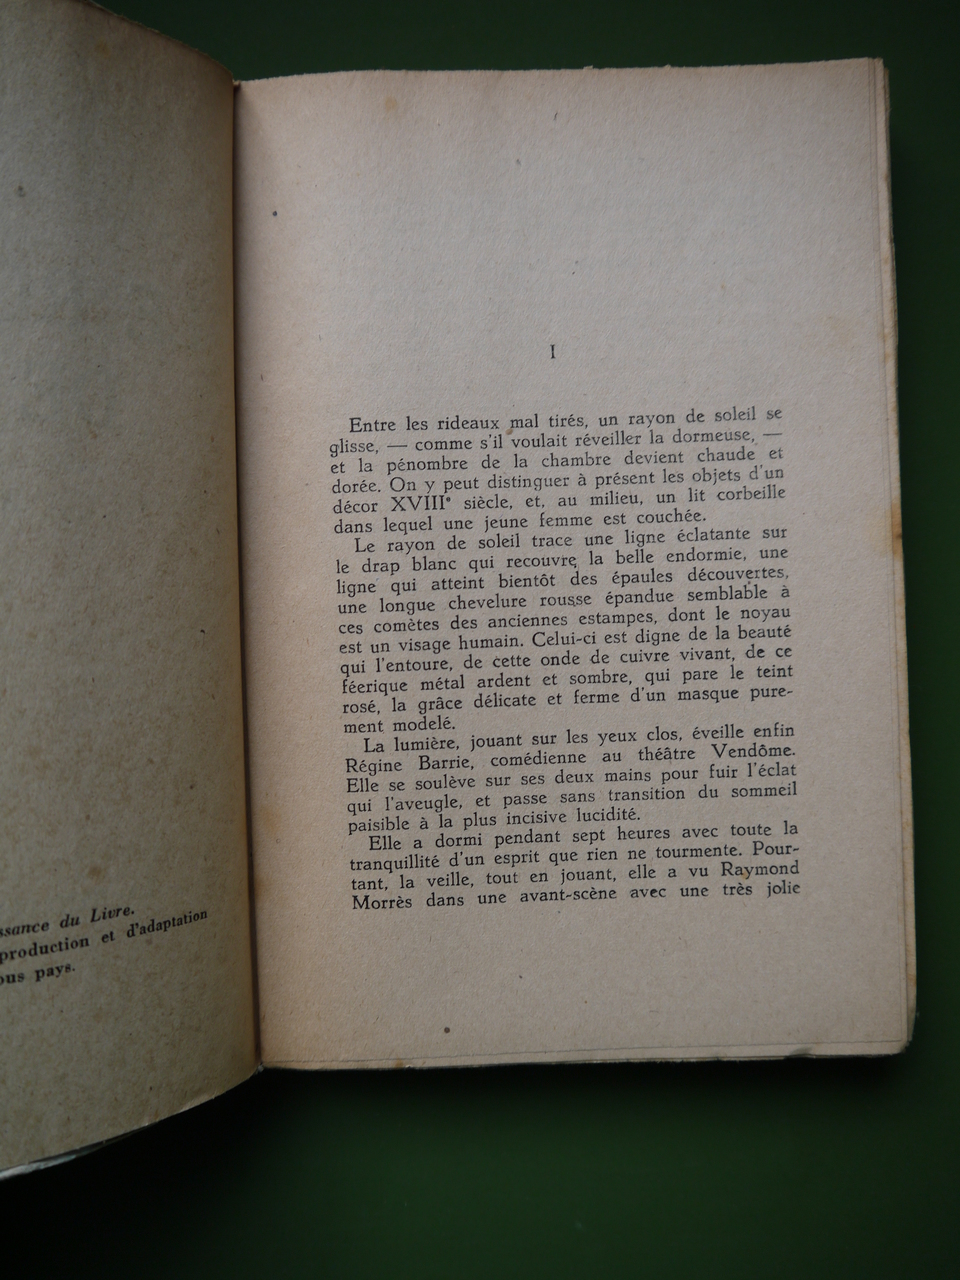 ssance du Livre.
production et d'adaptation
ous pays.
I
Entre les rideaux mal tirés, un rayon de soleil se
glisse, — comme s'il voulait réveiller la dormeuse, —
et la pénombre de la chambre devient chaude et
dorée. On y peut distinguer à présent les objets d'un
décor XVIIIe siècle, et, au milieu, un lit corbeille
dans lequel une jeune femme est couchée.
Le rayon de soleil trace une ligne éclatante sur
le drap blanc qui recouvre la belle endormie, une
ligne qui atteint bientôt des épaules découvertes,
une longue chevelure rousse épandue semblable à
ces comètes des anciennes estampes, dont le noyau
est un visage humain. Celui-ci est digne de la beauté
qui l'entoure, de cette onde de cuivre vivant, de ce
féerique métal ardent et sombre, qui pare le teint
rosé, la grâce délicate et ferme d'un masque pure-
ment modelé.
La lumière, jouant sur les yeux clos, éveille enfin
Régine Barrie, comédienne au théâtre Vendôme.
Elle se soulève sur ses deux mains pour fuir l'éclat
qui l'aveugle, et passe sans transition du sommeil
paisible à la plus incisive lucidité.
Elle a dormi pendant sept heures avec toute la
tranquillité d'un esprit que rien ne tourmente. Pour-
tant, la veille, tout en jouant, elle a vu Raymond
Morrès dans une avant-scène avec une très jolie